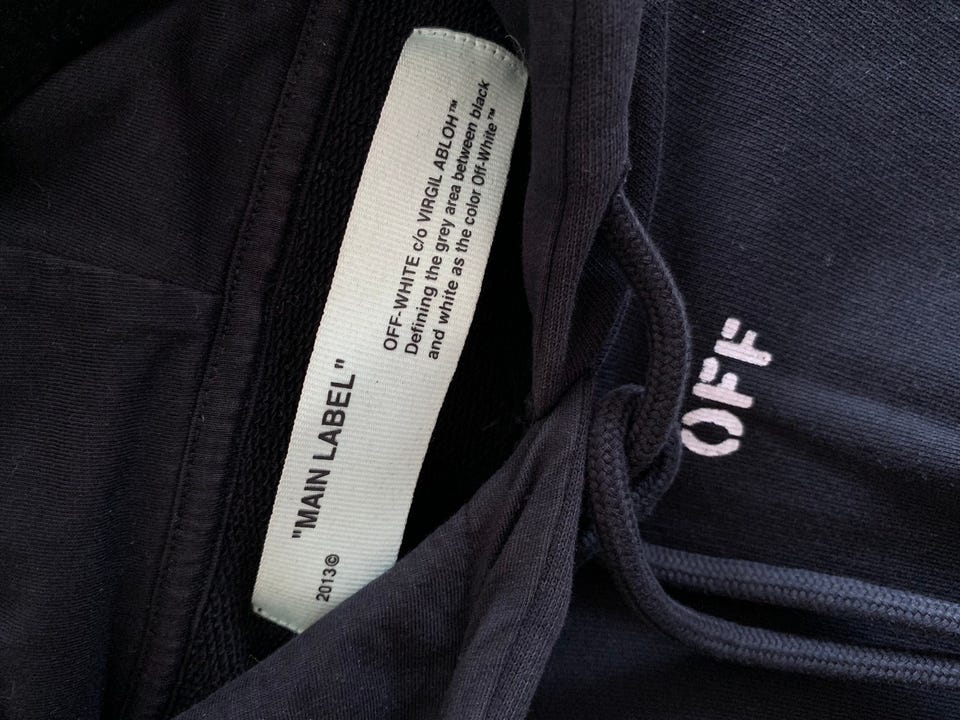 OFF-WHITE c/o VIRGIL ABLOH™
Defining the grey area between black
and white as the color Off-White™
"MAIN LABEL"
2013©
OFF